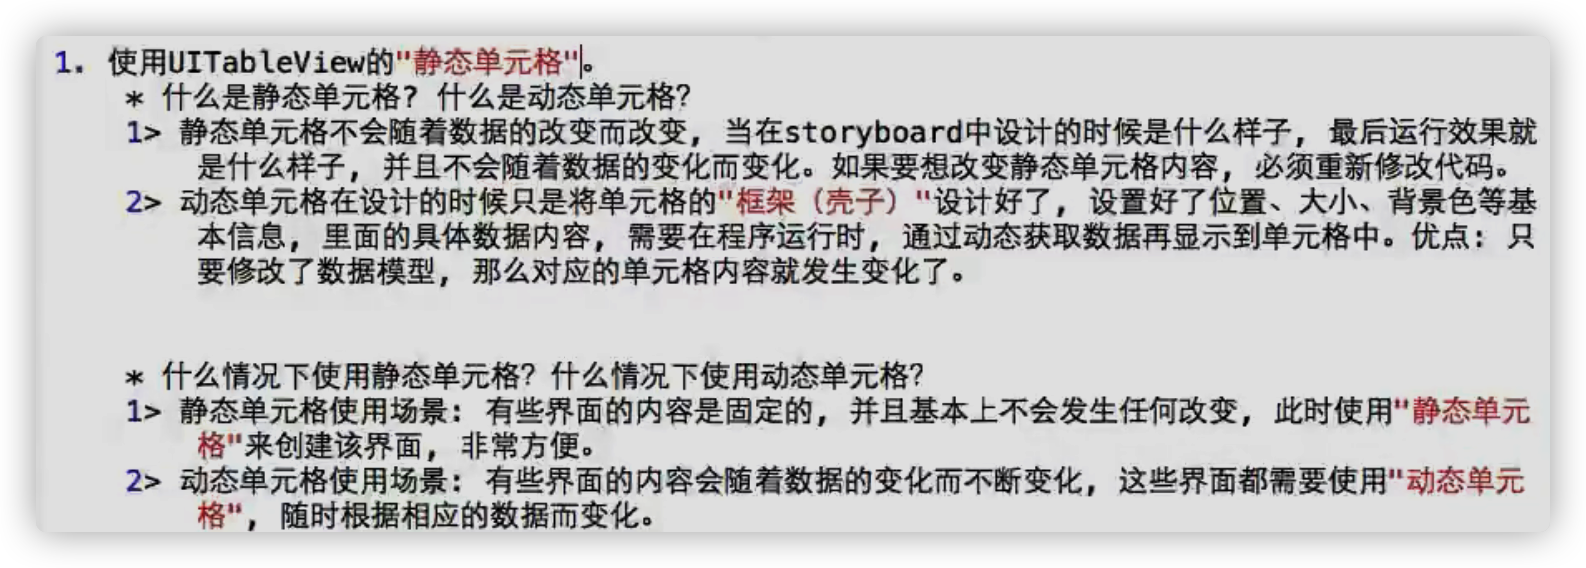 1. 使用UITableView的"静态单元格"。
* 什么是静态单元格? 什么是动态单元格?
1> 静态单元格不会随着数据的改变而改变, 当在storyboard中设计的时候是什么样子, 最后运行效果就
是什么样子, 并且不会随着数据的变化而变化。如果要想改变静态单元格内容, 必须重新修改代码。
2> 动态单元格在设计的时候只是将单元格的"框架（壳子）"设计好了, 设置好了位置、大小、背景色等基
本信息, 里面的具体数据内容, 需要在程序运行时, 通过动态获取数据再显示到单元格中。优点: 只
要修改了数据模型, 那么对应的单元格内容就发生变化了。
* 什么情况下使用静态单元格? 什么情况下使用动态单元格?
1> 静态单元格使用场景: 有些界面的内容是固定的, 并且基本上不会发生任何改变, 此时使用"静态单元
格"来创建该界面, 非常方便。
2> 动态单元格使用场景: 有些界面的内容会随着数据的变化而不断变化, 这些界面都需要使用"动态单元
格", 随时根据相应的数据而变化。